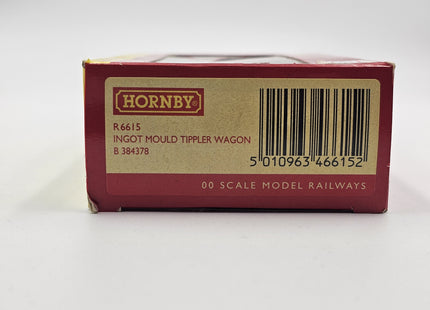 HORNBY®
R6615
INGOT MOULD TIPPLER WAGON
B 384378
5 010963 466152
00 SCALE MODEL RAILWAYS